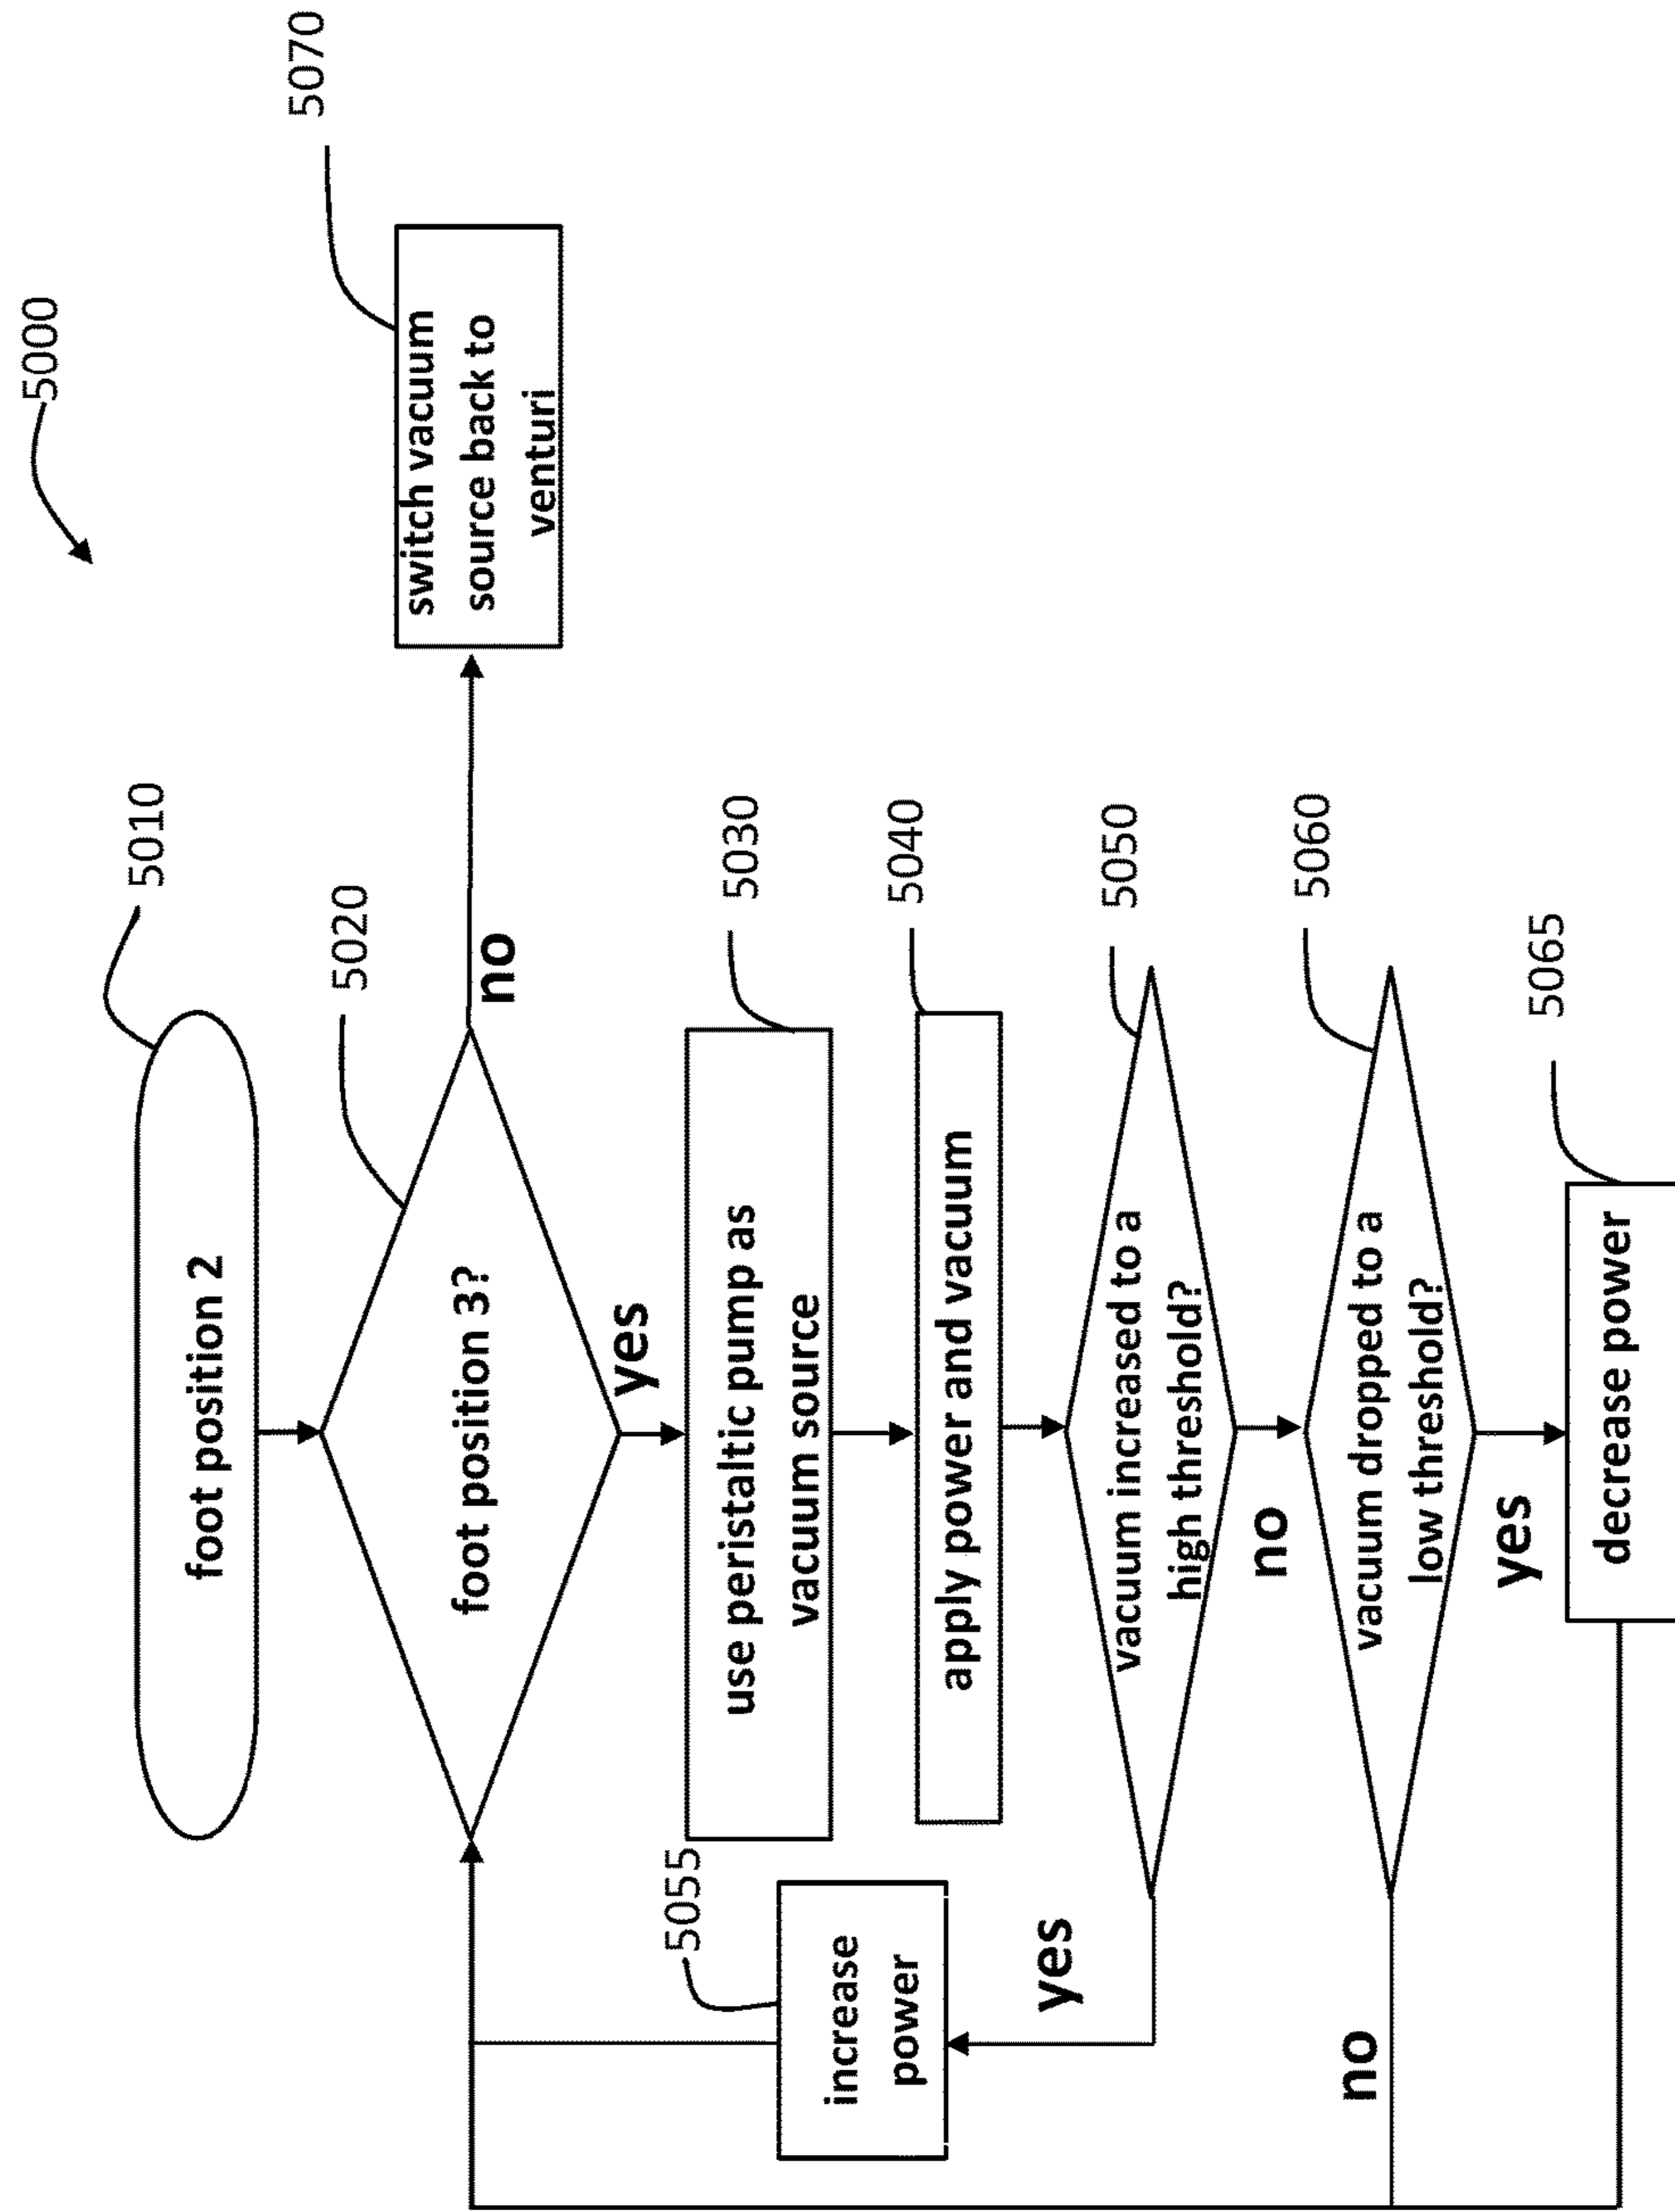 5000
5010
foot position 2
5020
foot position 3?
no
5070
switch vacuum
source back to
venturi
yes
5030
use peristaltic pump as
vacuum source
5040
apply power and vacuum
5055
increase
power
yes
5050
vacuum increased to a
high threshold?
no
5060
vacuum dropped to a
low threshold?
no
yes
5065
decrease power